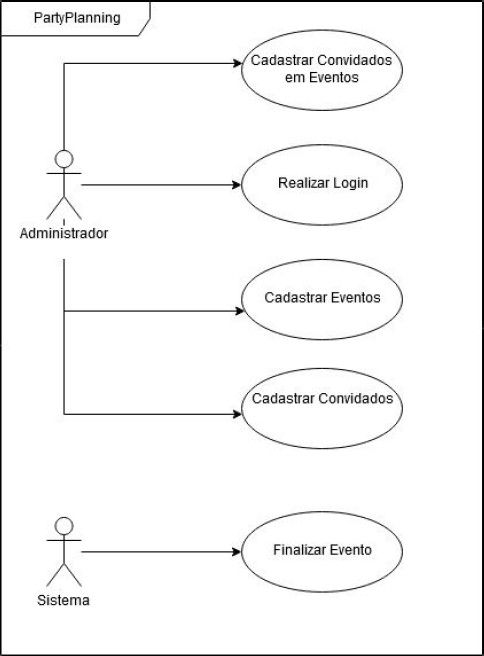 PartyPlanning
Cadastrar Convidados
em Eventos
Realizar Login
Administrador
Cadastrar Eventos
Cadastrar Convidados
Finalizar Evento
Sistema